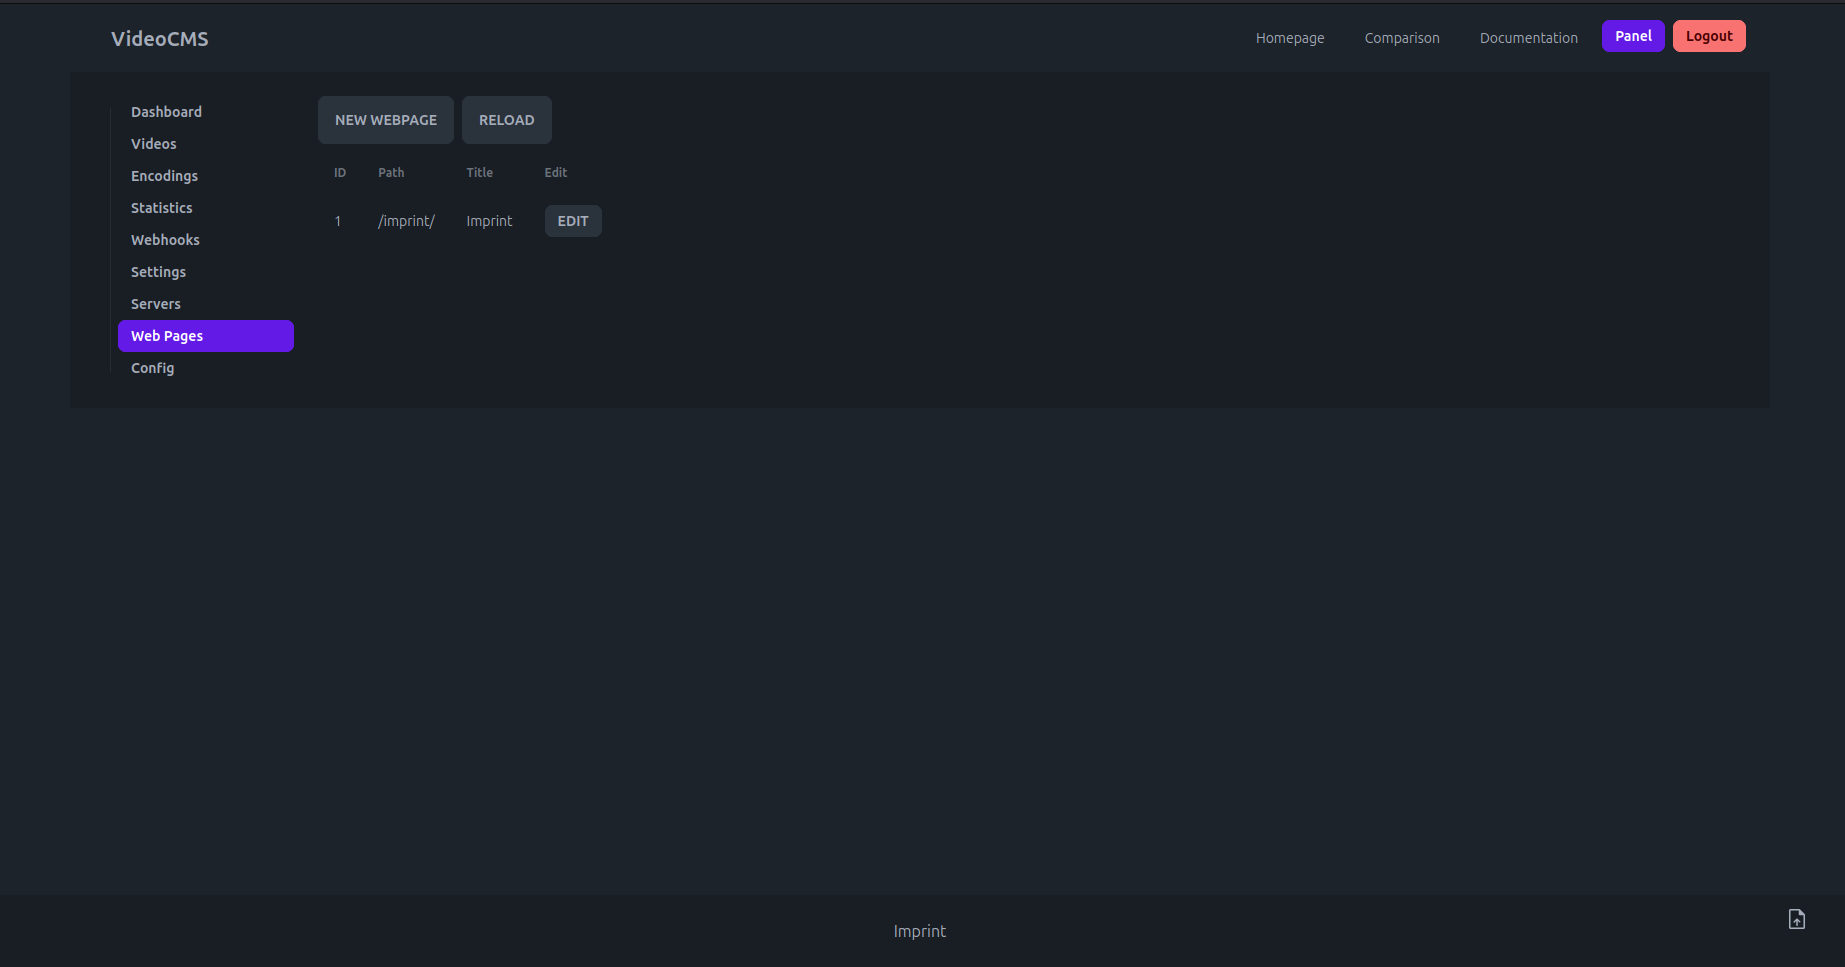 VideoCMS
Homepage Comparison Documentation Panel Logout
Dashboard
Videos
Encodings
Statistics
Webhooks
Settings
Servers
Web Pages
Config
NEW WEBPAGE RELOAD
ID Path Title Edit
1 /imprint/ Imprint EDIT
Imprint